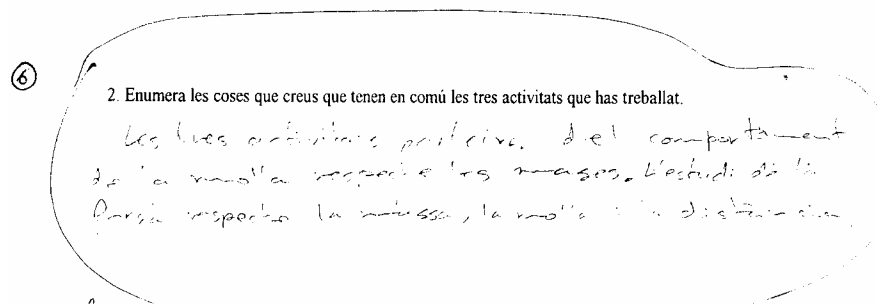 6
2. Enumera les coses que creus que tenen en comú les tres activitats que has treballat.
Les tres activitats del comportament
de la molla respecte les mases. L'estudi de la
força respecte la massa, la molla i la distància